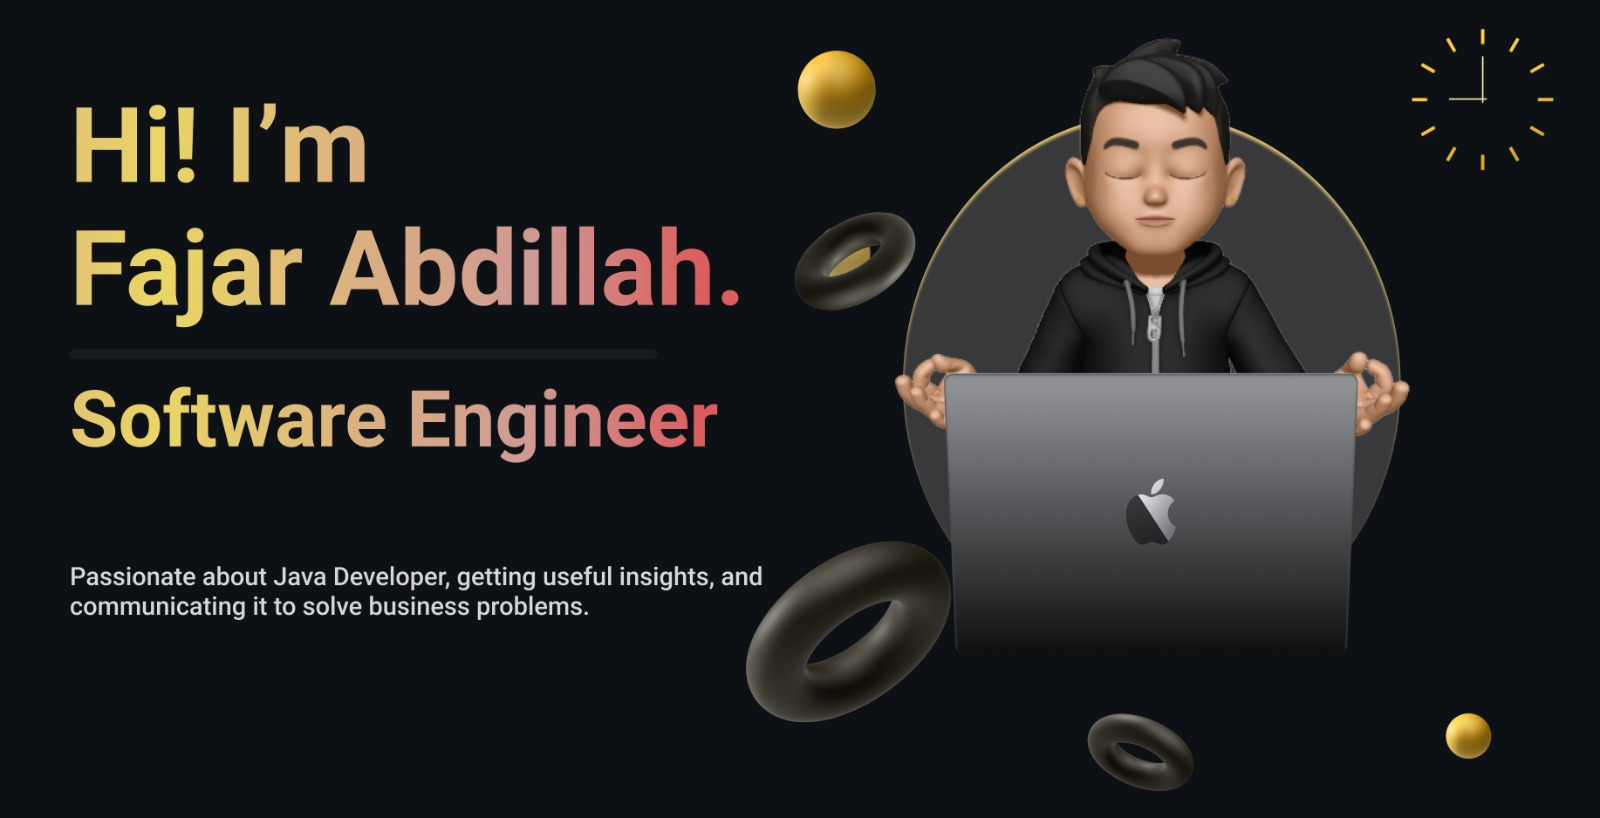 Hi! I’m
Fajar Abdillah.
Software Engineer
Passionate about Java Developer, getting useful insights, and
communicating it to solve business problems.